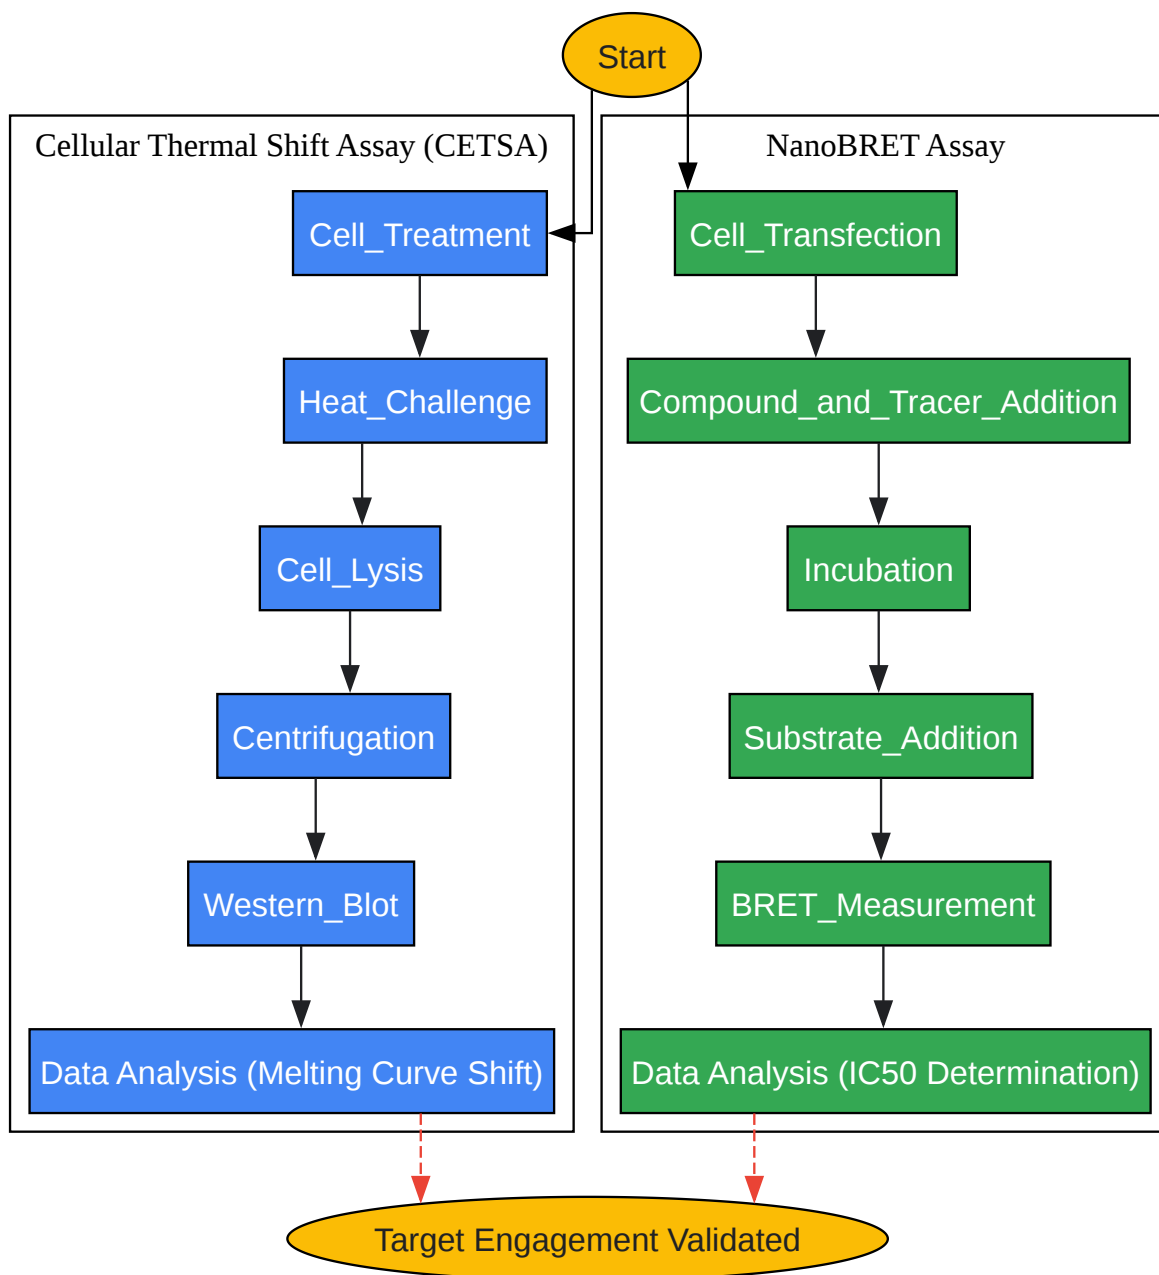 Start
Cellular Thermal Shift Assay (CETSA)
Cell_Treatment
Heat_Challenge
Cell_Lysis
Centrifugation
Western_Blot
Data Analysis (Melting Curve Shift)
NanoBRET Assay
Cell_Transfection
Compound_and_Tracer_Addition
Incubation
Substrate_Addition
BRET_Measurement
Data Analysis (IC50 Determination)
Target Engagement Validated